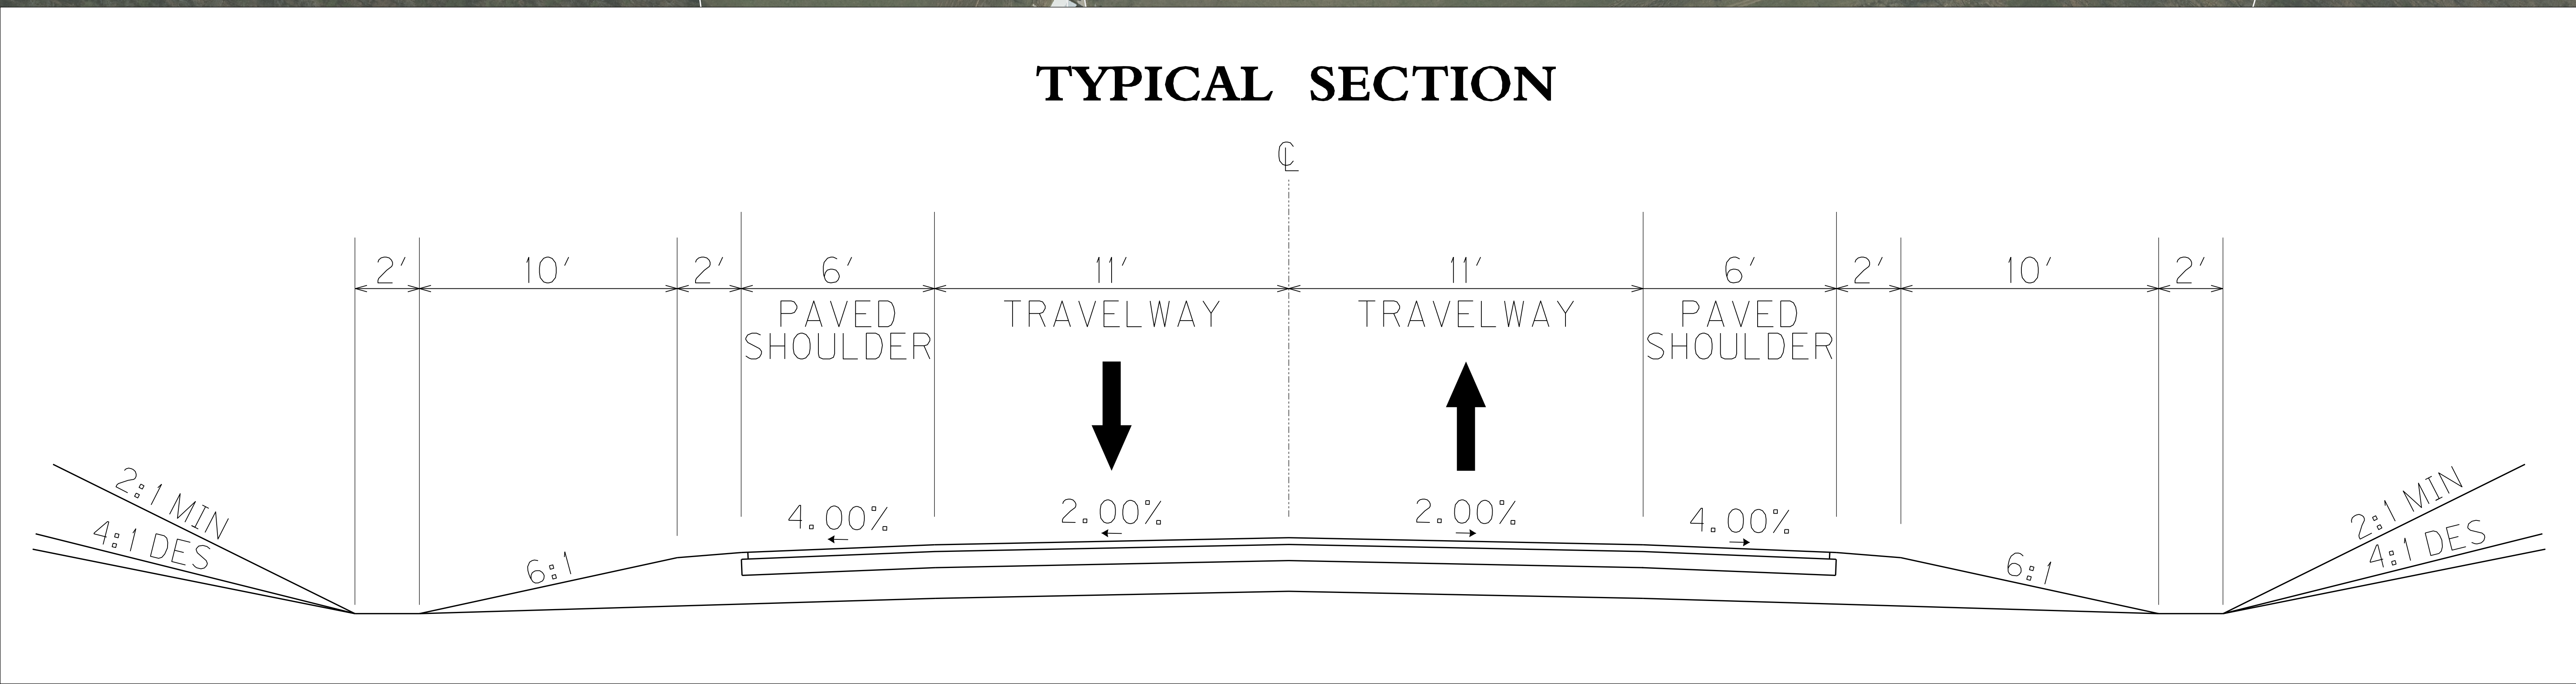 TYPICAL SECTION
℄
2' 10' 2' 6' 11' 11' 6' 2' 10' 2'
PAVED SHOULDER
TRAVELWAY
TRAVELWAY
PAVED SHOULDER
2:1 MIN
4:1 DES
6:1
4.00%
2.00%
2.00%
4.00%
6:1
2:1 MIN
4:1 DES